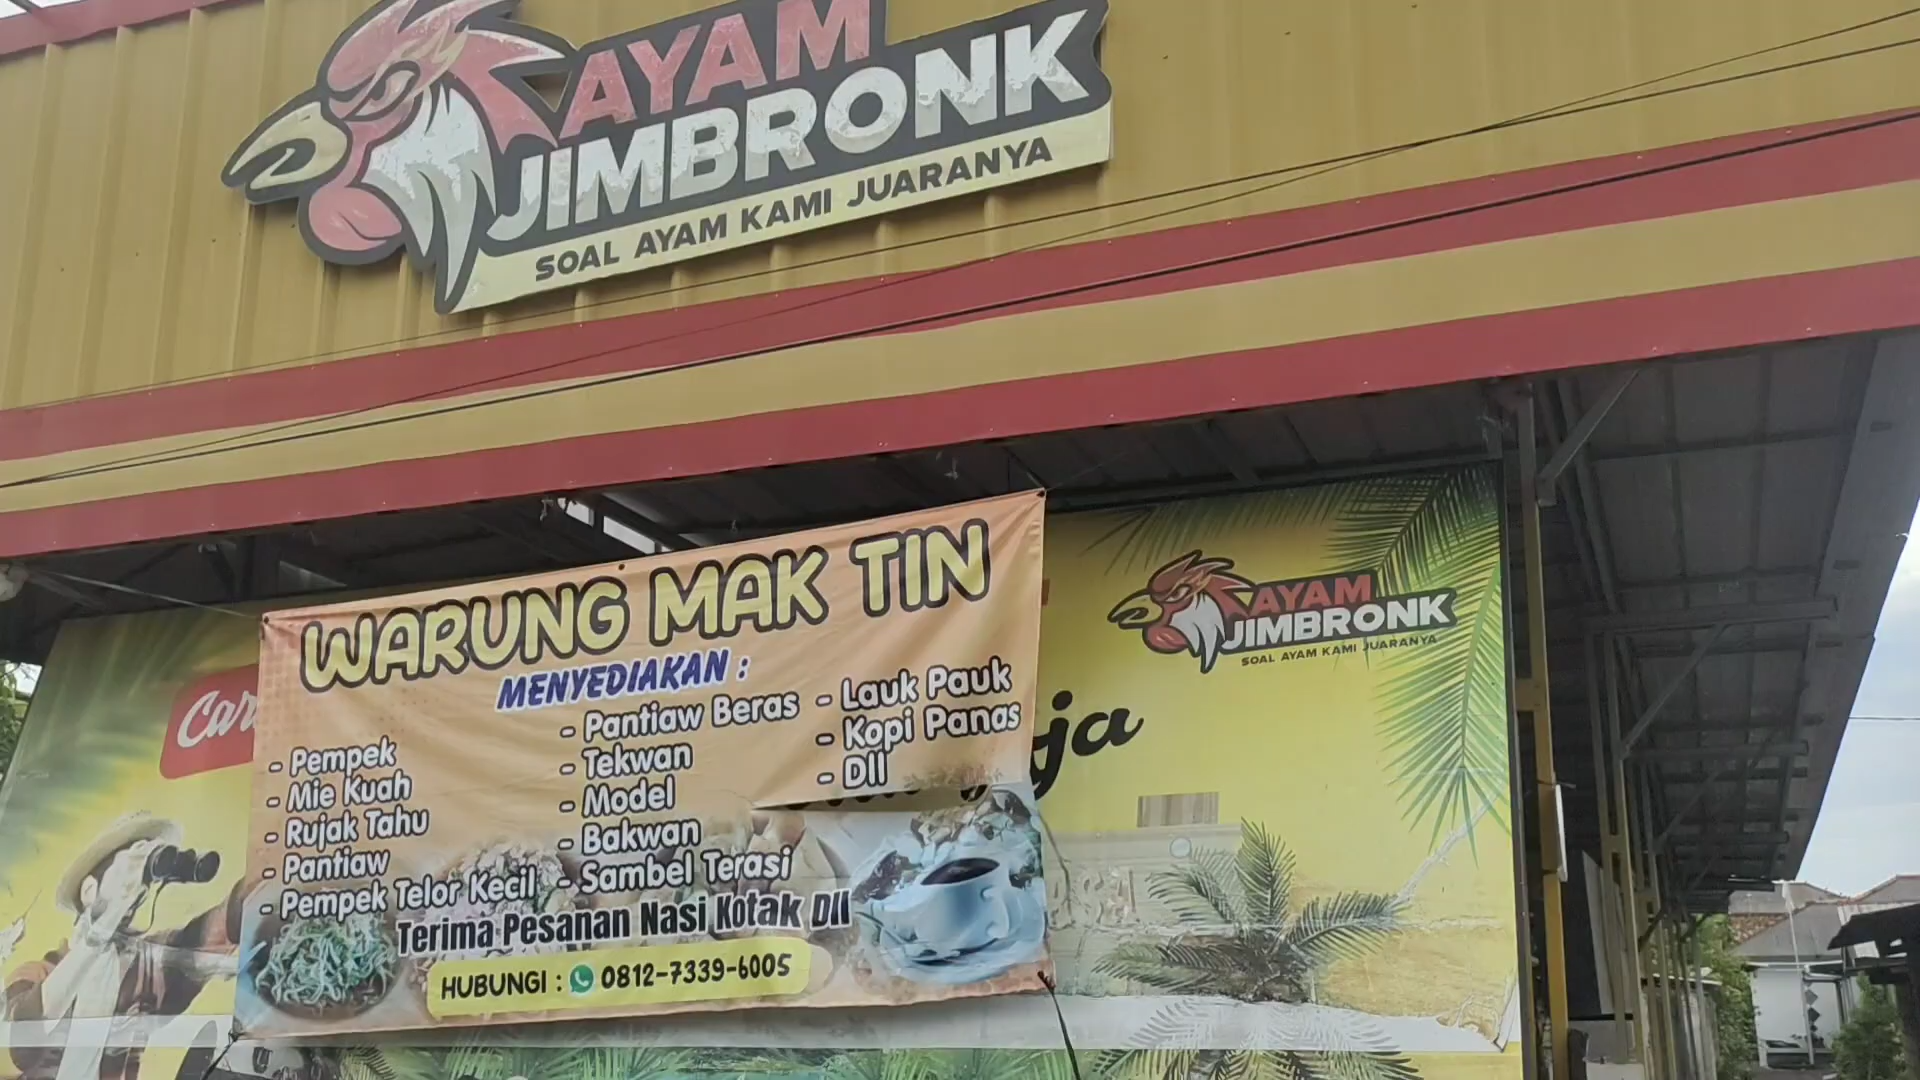 AYAM
JIMBRONK
SOAL AYAM KAMI JUARANYA
WARUNG MAK TIN
MENYEDIAKAN :
- Pempek
- Mie Kuah
- Rujak Tahu
- Pantiaw
- Pempek Telor Kecil
- Pantiaw Beras
- Tekwan
- Model
- Bakwan
- Sambel Terasi
- Lauk Pauk
- Kopi Panas
- Dll
Terima Pesanan Nasi Kotak Dll
HUBUNGI : 0812-7339-6005
Car
ja
AYAM
JIMBRONK
SOAL AYAM KAMI JUARANYA